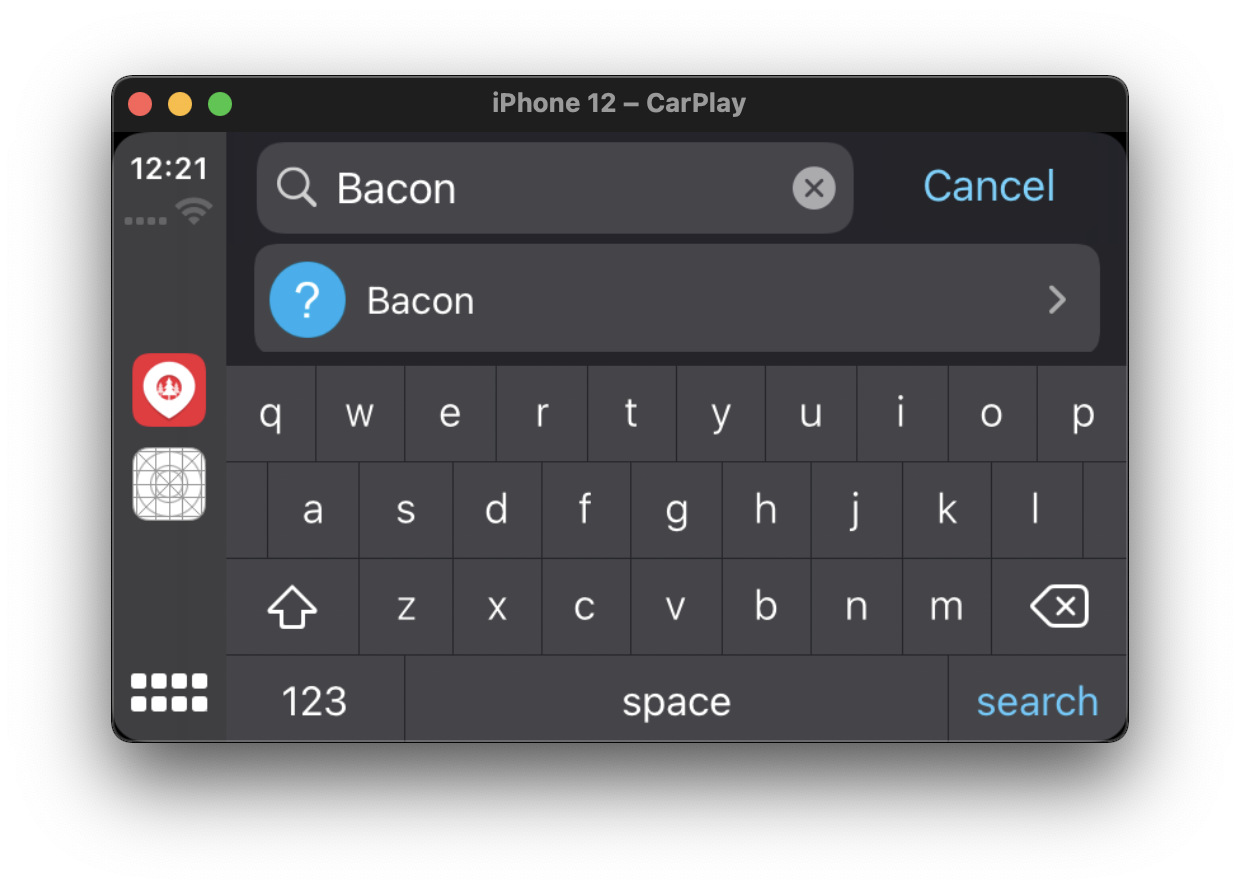 iPhone 12 – CarPlay
12:21
Bacon
Cancel
?
Bacon
q w e r t y u i o p
a s d f g h j k l
z x c v b n m
123 space search